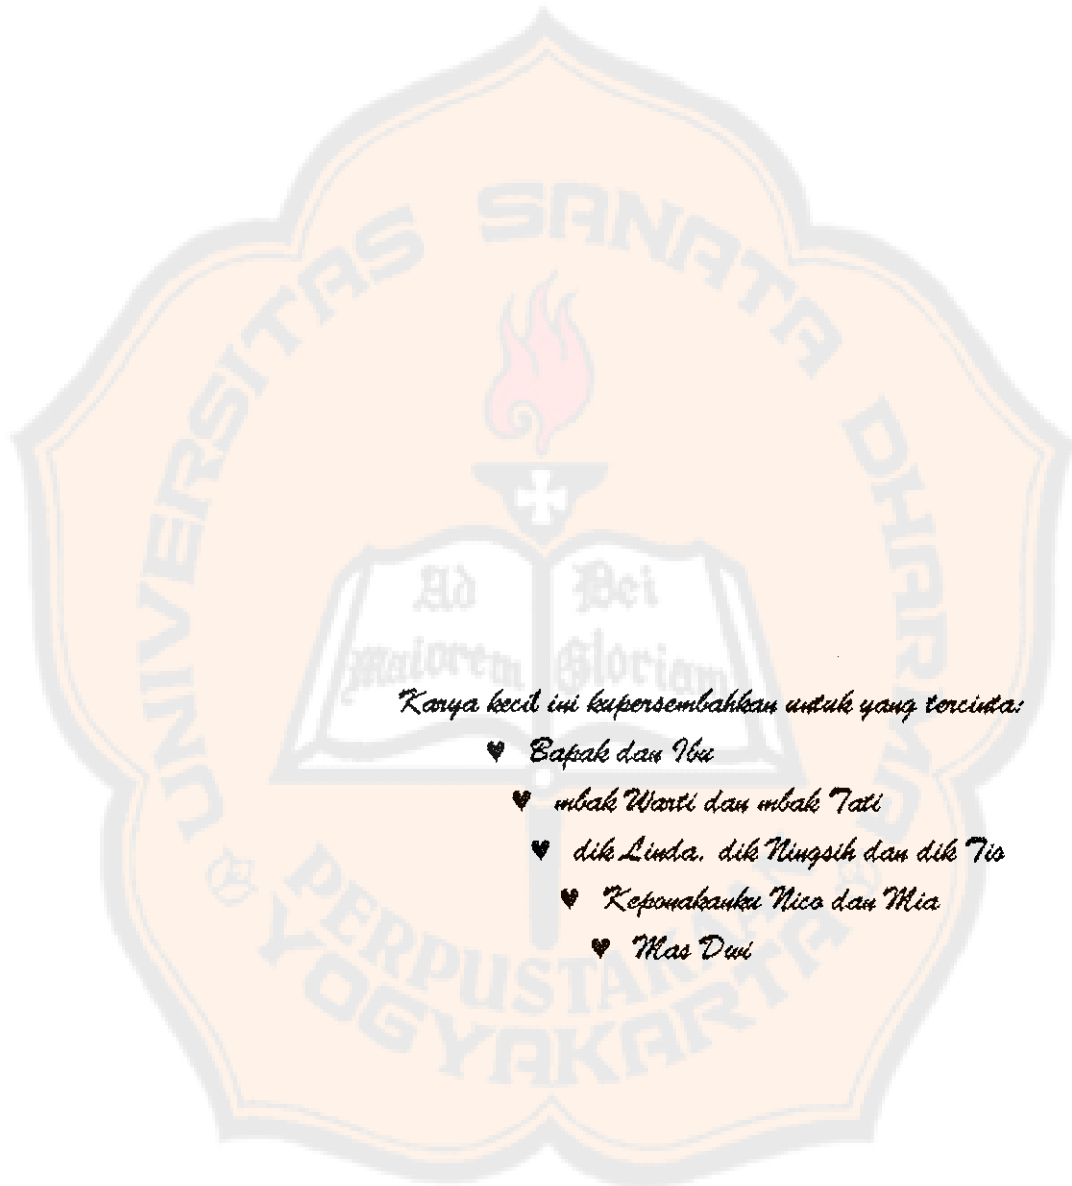 UNIVERSITAS SANATA DHARMA
Ad Dei
maiorem Gloriam
Karya kecil ini kupersembahkan untuk yang tercinta:
♥ Bapak dan Ibu
♥ mbak Warti dan mbak Tati
♥ dik Linda, dik Ningsih dan dik Tio
♥ Keponakanku Nico dan Mia
♥ Mas Dwi
PERPUSTAKAAN
YOGYAKARTA